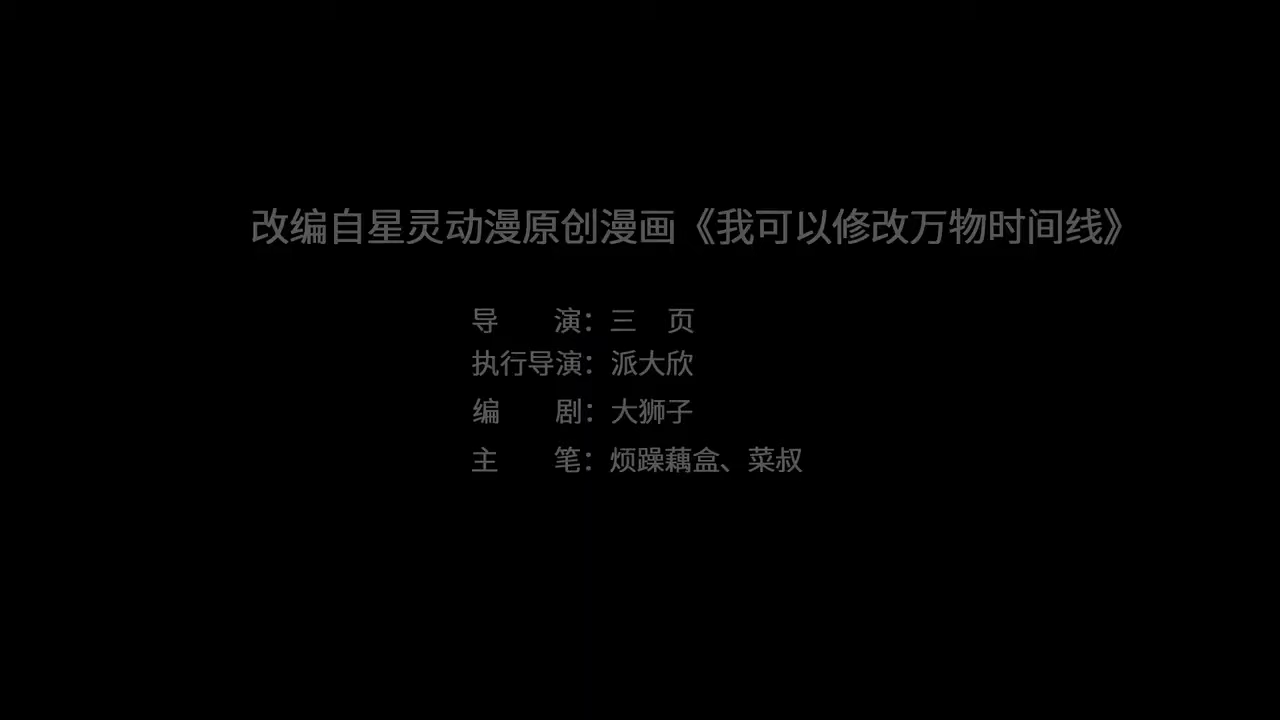 改编自星灵动漫原创漫画《我可以修改万物时间线》
导　　演：三　页
执行导演：派大欣
编　　剧：大狮子
主　　笔：烦躁藕盒、菜叔